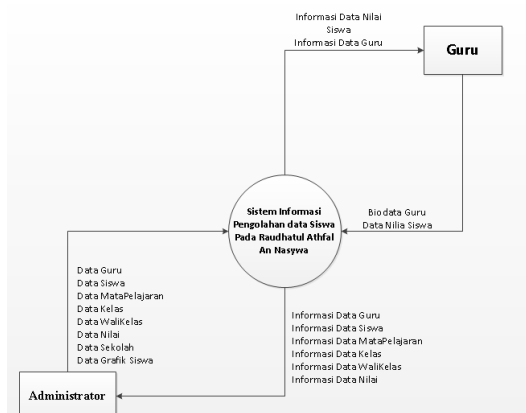 Informasi Data Nilai
Siswa
Informasi Data Guru
Guru
Sistem Informasi
Pengolahan data Siswa
Pada Raudhatul Athfal
An Nasywa
Biodata Guru
Data Nilia Siswa
Data Guru
Data Siswa
Data MataPelajaran
Data Kelas
Data WaliKelas
Data Nilai
Data Sekolah
Data Grafik Siswa
Informasi Data Guru
Informasi Data Siswa
Informasi Data MataPelajaran
Informasi Data Kelas
Informasi Data WaliKelas
Informasi Data Nilai
Administrator